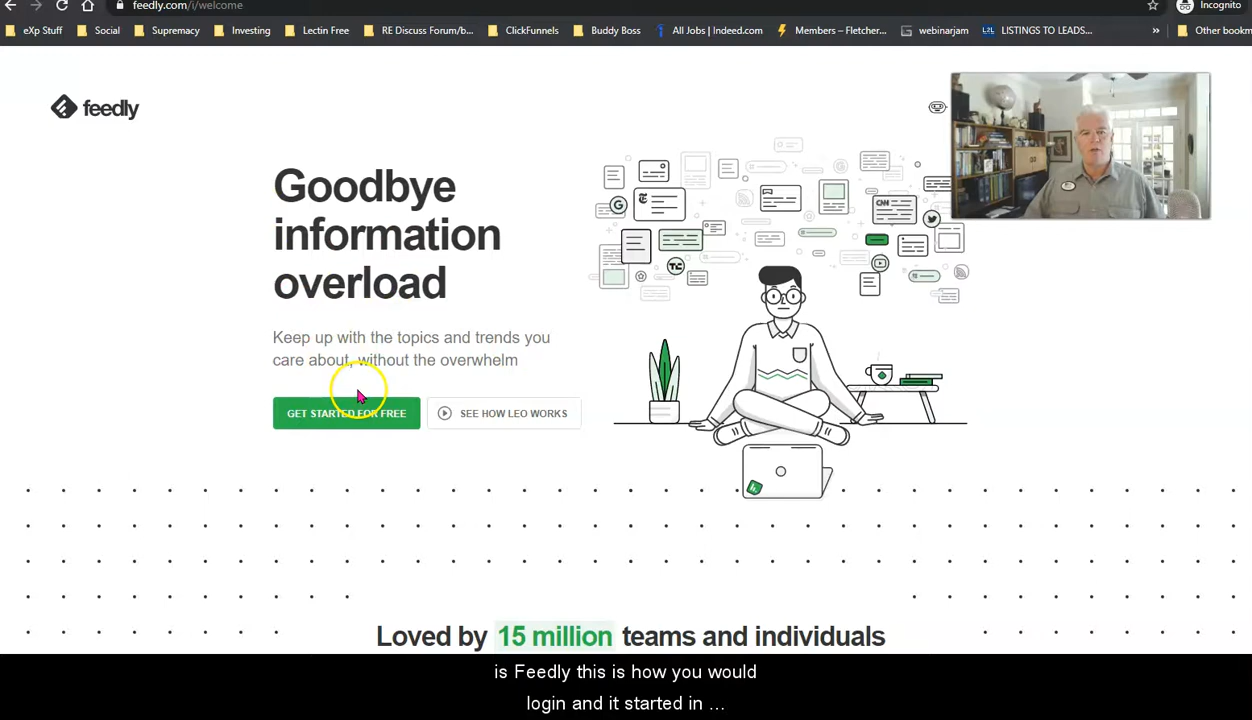 feedly.com/i/welcome
Incognito
eXp Stuff
Social
Supremacy
Investing
Lectin Free
RE Discuss Forum/b...
ClickFunnels
Buddy Boss
All Jobs | Indeed.com
Members – Fletcher...
webinarjam
L2L
LISTINGS TO LEADS...
»
Other bookm
feedly
Goodbye
information
overload
Keep up with the topics and trends you
care about, without the overwhelm
GET STARTED FOR FREE
SEE HOW LEO WORKS
G
CNN
TC
Loved by 15 million teams and individuals
is Feedly this is how you would
login and it started in ...